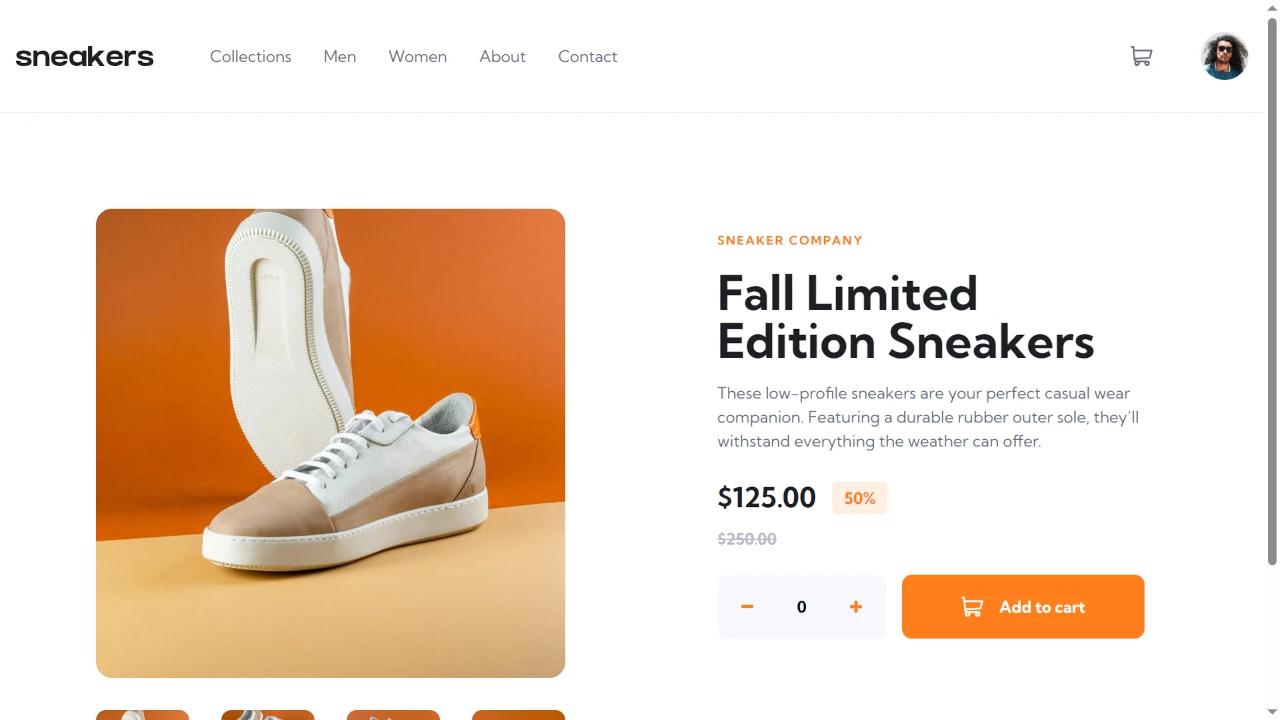 sneakers
Collections
Men
Women
About
Contact
SNEAKER COMPANY
Fall Limited
Edition Sneakers
These low-profile sneakers are your perfect casual wear
companion. Featuring a durable rubber outer sole, they'll
withstand everything the weather can offer.
$125.00
50%
$250.00
0
Add to cart